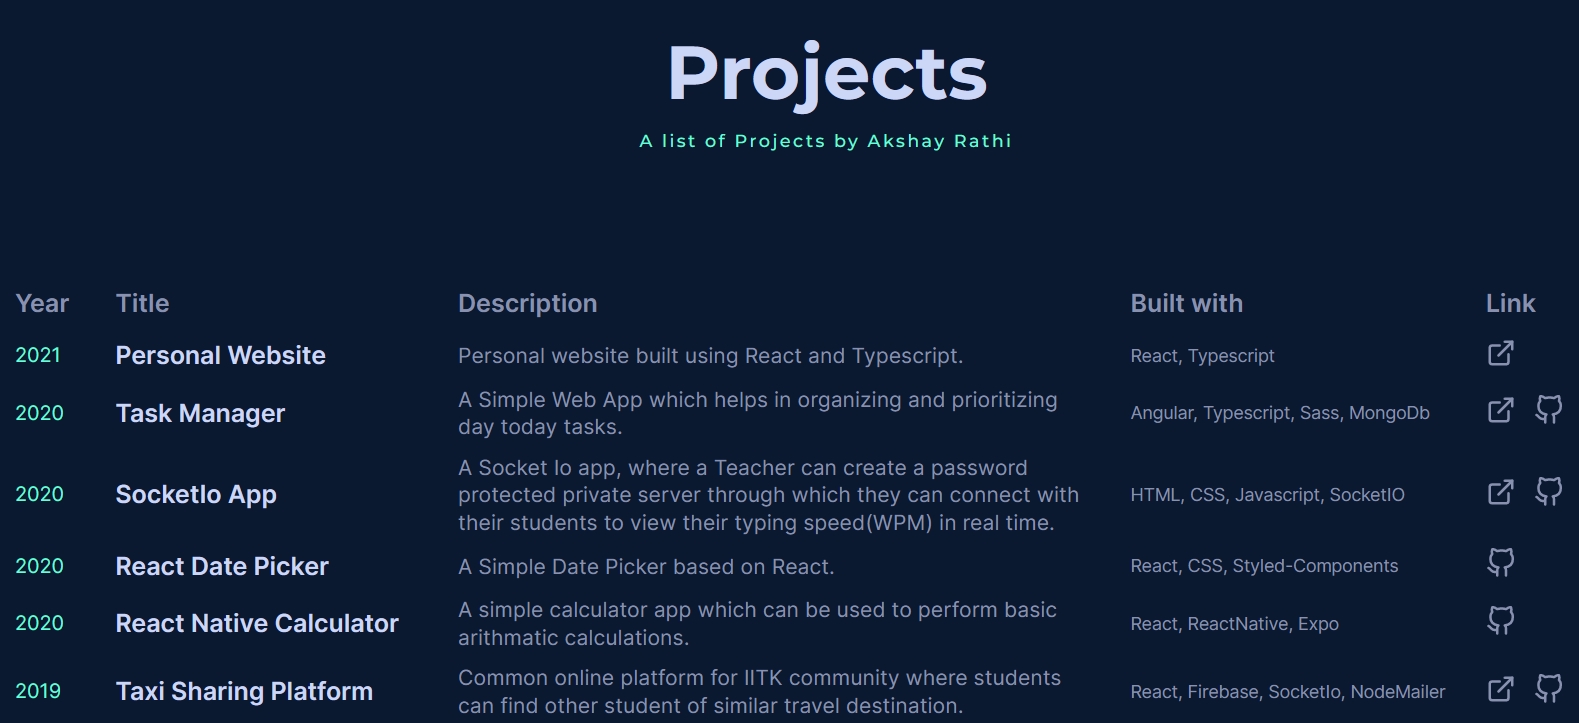 Projects
A list of Projects by Akshay Rathi
Year Title Description Built with Link
2021 Personal Website Personal website built using React and Typescript. React, Typescript
2020 Task Manager A Simple Web App which helps in organizing and prioritizing
day today tasks. Angular, Typescript, Sass, MongoDb
A Socket Io app, where a Teacher can create a password
2020 SocketIo App protected private server through which they can connect with HTML, CSS, Javascript, SocketIO
their students to view their typing speed(WPM) in real time.
2020 React Date Picker A Simple Date Picker based on React. React, CSS, Styled-Components
2020 React Native Calculator A simple calculator app which can be used to perform basic
arithmatic calculations. React, ReactNative, Expo
2019 Taxi Sharing Platform Common online platform for IITK community where students
can find other student of similar travel destination. React, Firebase, SocketIo, NodeMailer